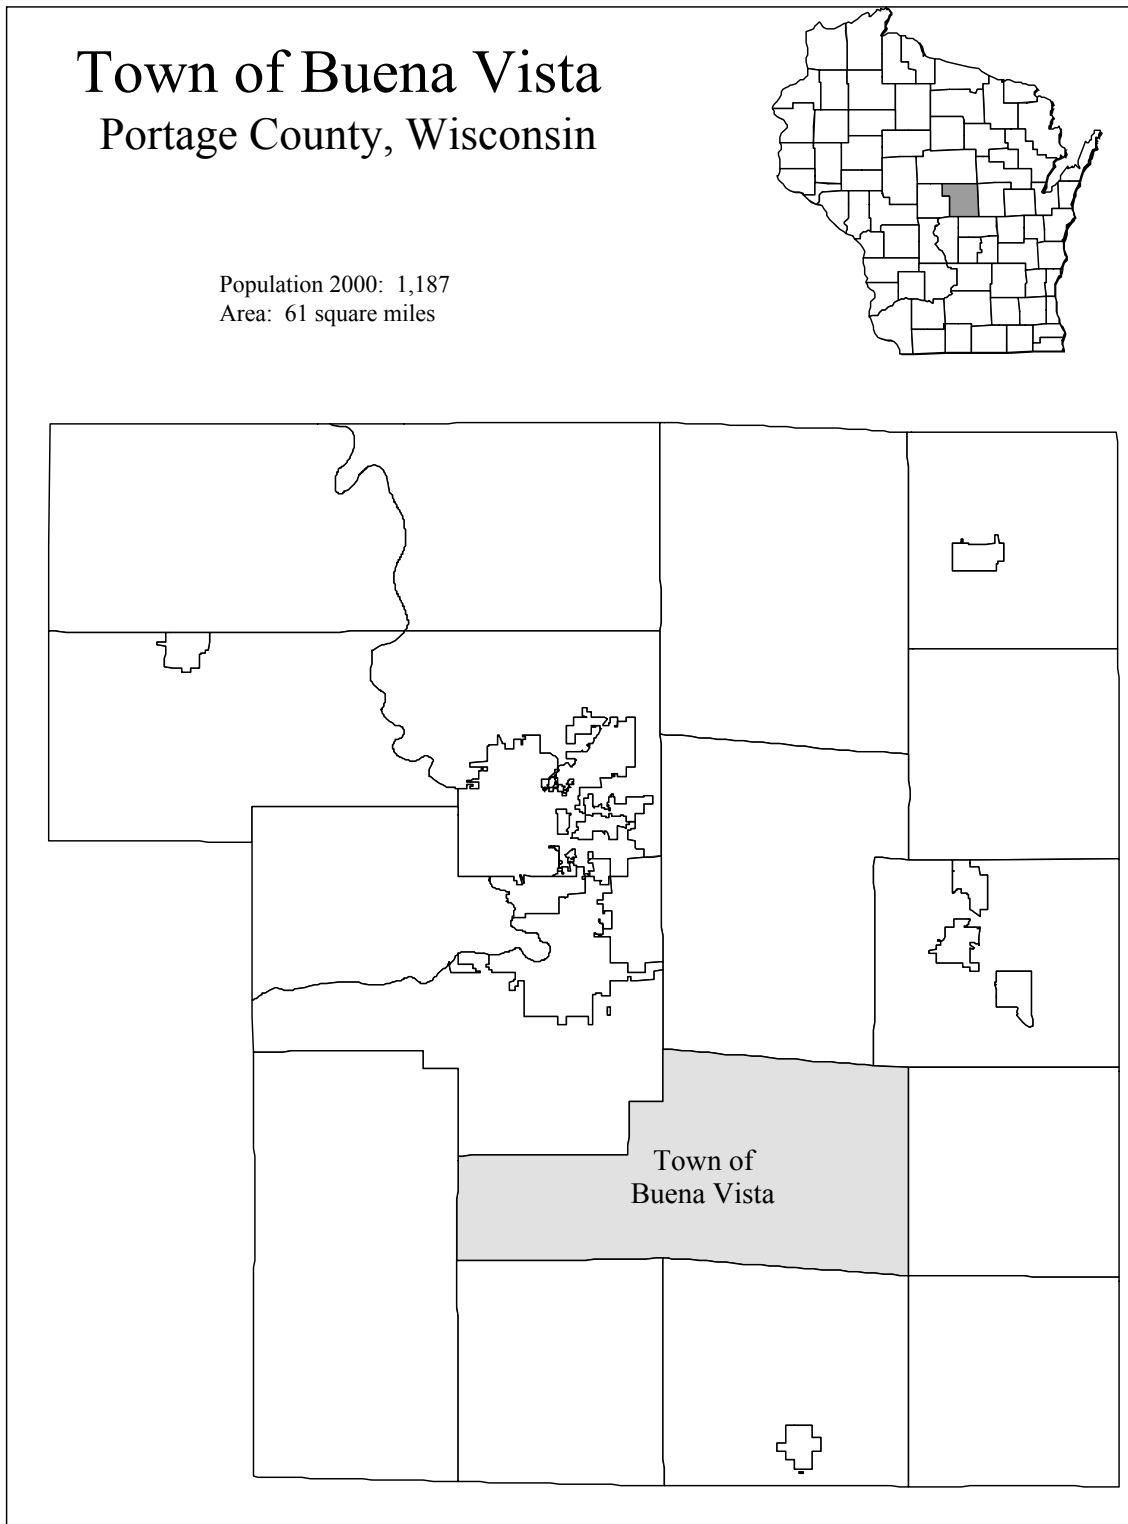 Town of Buena Vista
Portage County, Wisconsin
Population 2000: 1,187
Area: 61 square miles
Town of
Buena Vista